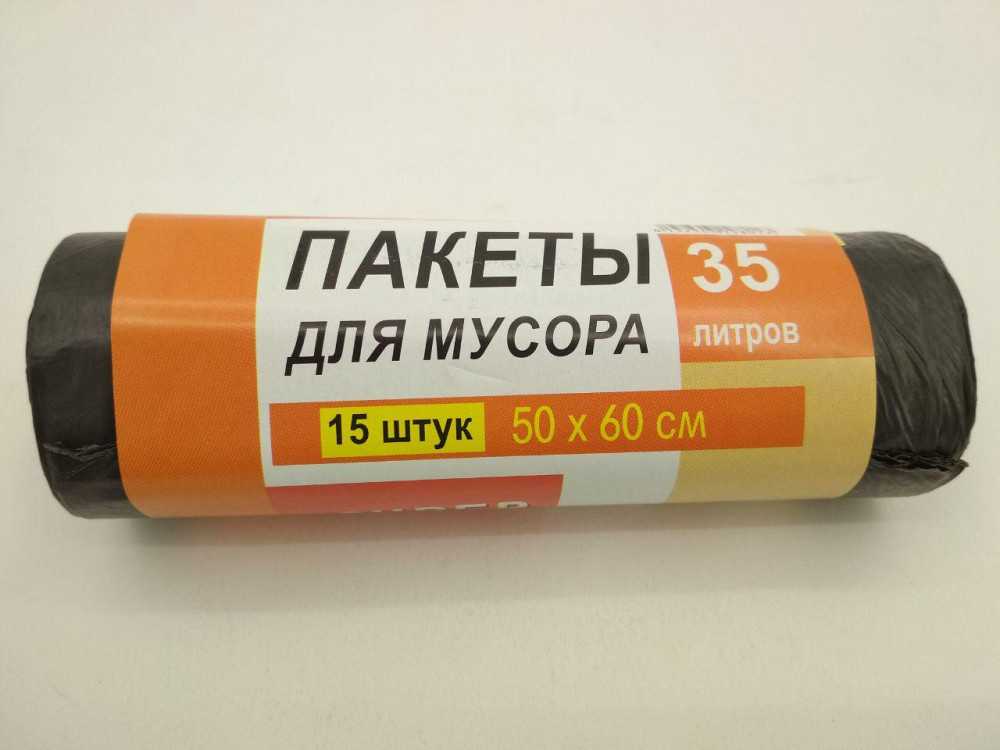 ПАКЕТЫ
ДЛЯ МУСОРА
35
литров
15 штук 50 х 60 см